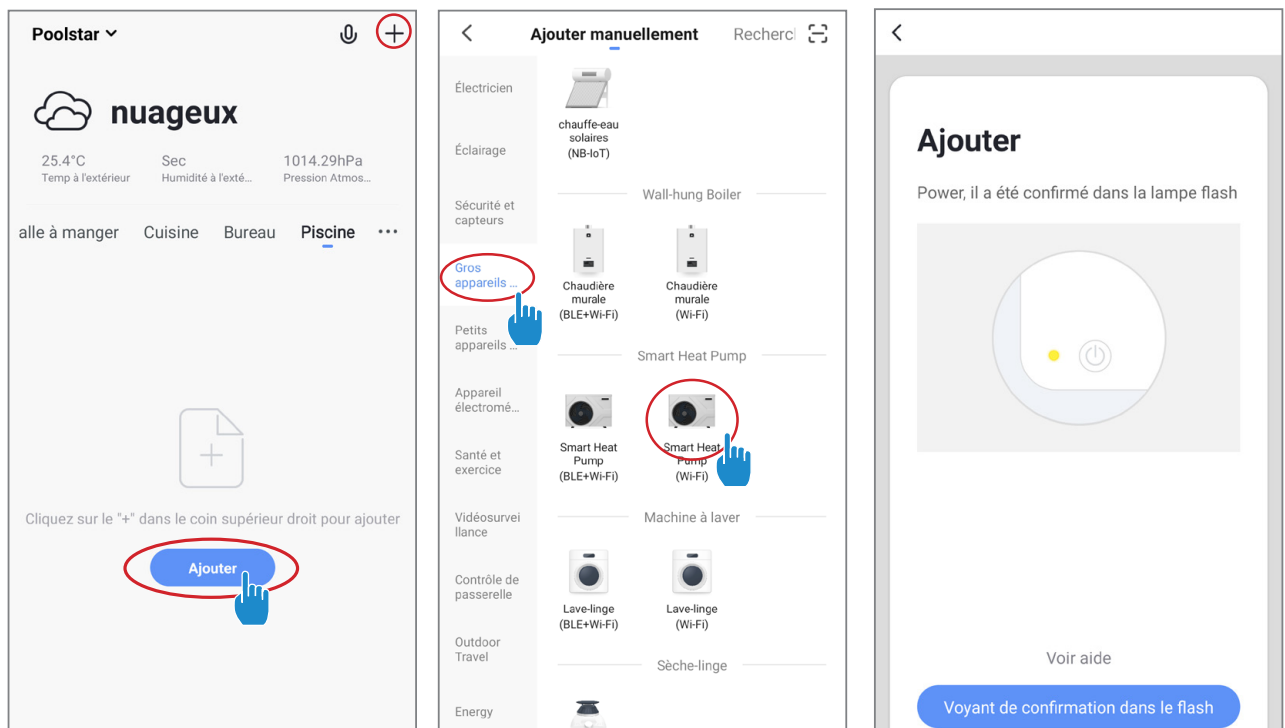 Poolstar
nuageux
25.4°C Sec 1014.29hPa
Temp à l'extérieur Humidité à l'exté... Pression Atmos...
alle à manger Cuisine Bureau Piscine •••
Cliquez sur le "+" dans le coin supérieur droit pour ajouter
Ajouter
Ajouter manuellement Recherc
Électricien
Éclairage
Sécurité et
capteurs
Gros
appareils ...
Petits
appareils ...
Appareil
électromé...
Santé et
exercice
Vidéosurvei
llance
Contrôle de
passerelle
Outdoor
Travel
Energy
chauffe-eau
solaires
(NB-IoT)
Wall-hung Boiler
Chaudière
murale
(BLE+Wi-Fi)
Chaudière
murale
(Wi-Fi)
Smart Heat Pump
Smart Heat
Pump
(BLE+Wi-Fi)
Smart Heat
Pump
(Wi-Fi)
Machine à laver
Lave-linge
(BLE+Wi-Fi)
Lave-linge
(Wi-Fi)
Sèche-linge
Ajouter
Power, il a été confirmé dans la lampe flash
Voir aide
Voyant de confirmation dans le flash